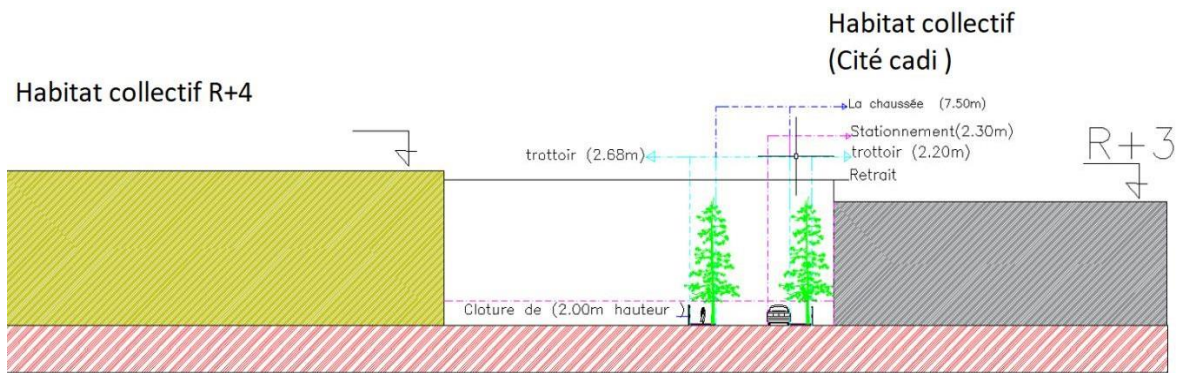 Habitat collectif
(Cité cadi )
Habitat collectif R+4
La chaussée (7.50m)
Stationnement(2.30m)
trottoir (2.68m)
trottoir (2.20m)
R+3
Retrait
Cloture de (2.00m hauteur )